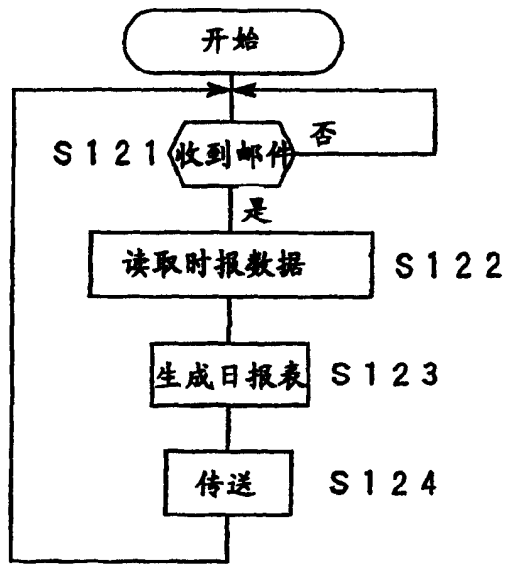 开始
否
S121 收到邮件
是
读取时报数据 S122
生成日报表 S123
传送 S124